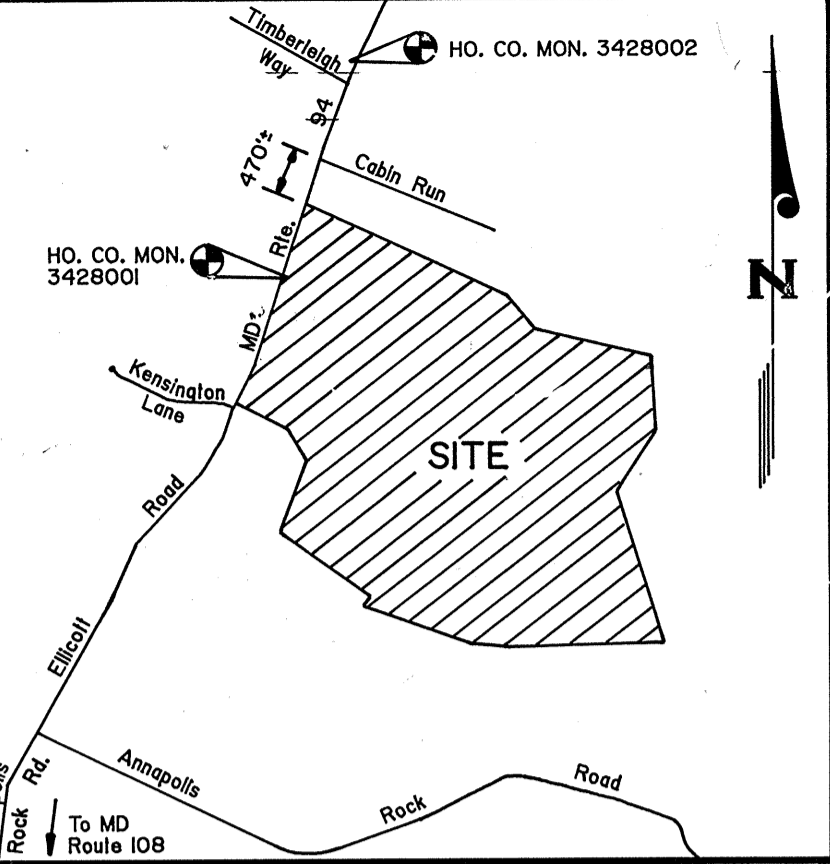 Timberleigh
Way
HO. CO. MON. 3428002
94
470'±
Cabin Run
Rte.
HO. CO. MON.
3428001
MD
Kensington
Lane
SITE
N
Road
Ellicott
Annapolis
Rock
Road
Rd.
Rock
To MD
Route 108